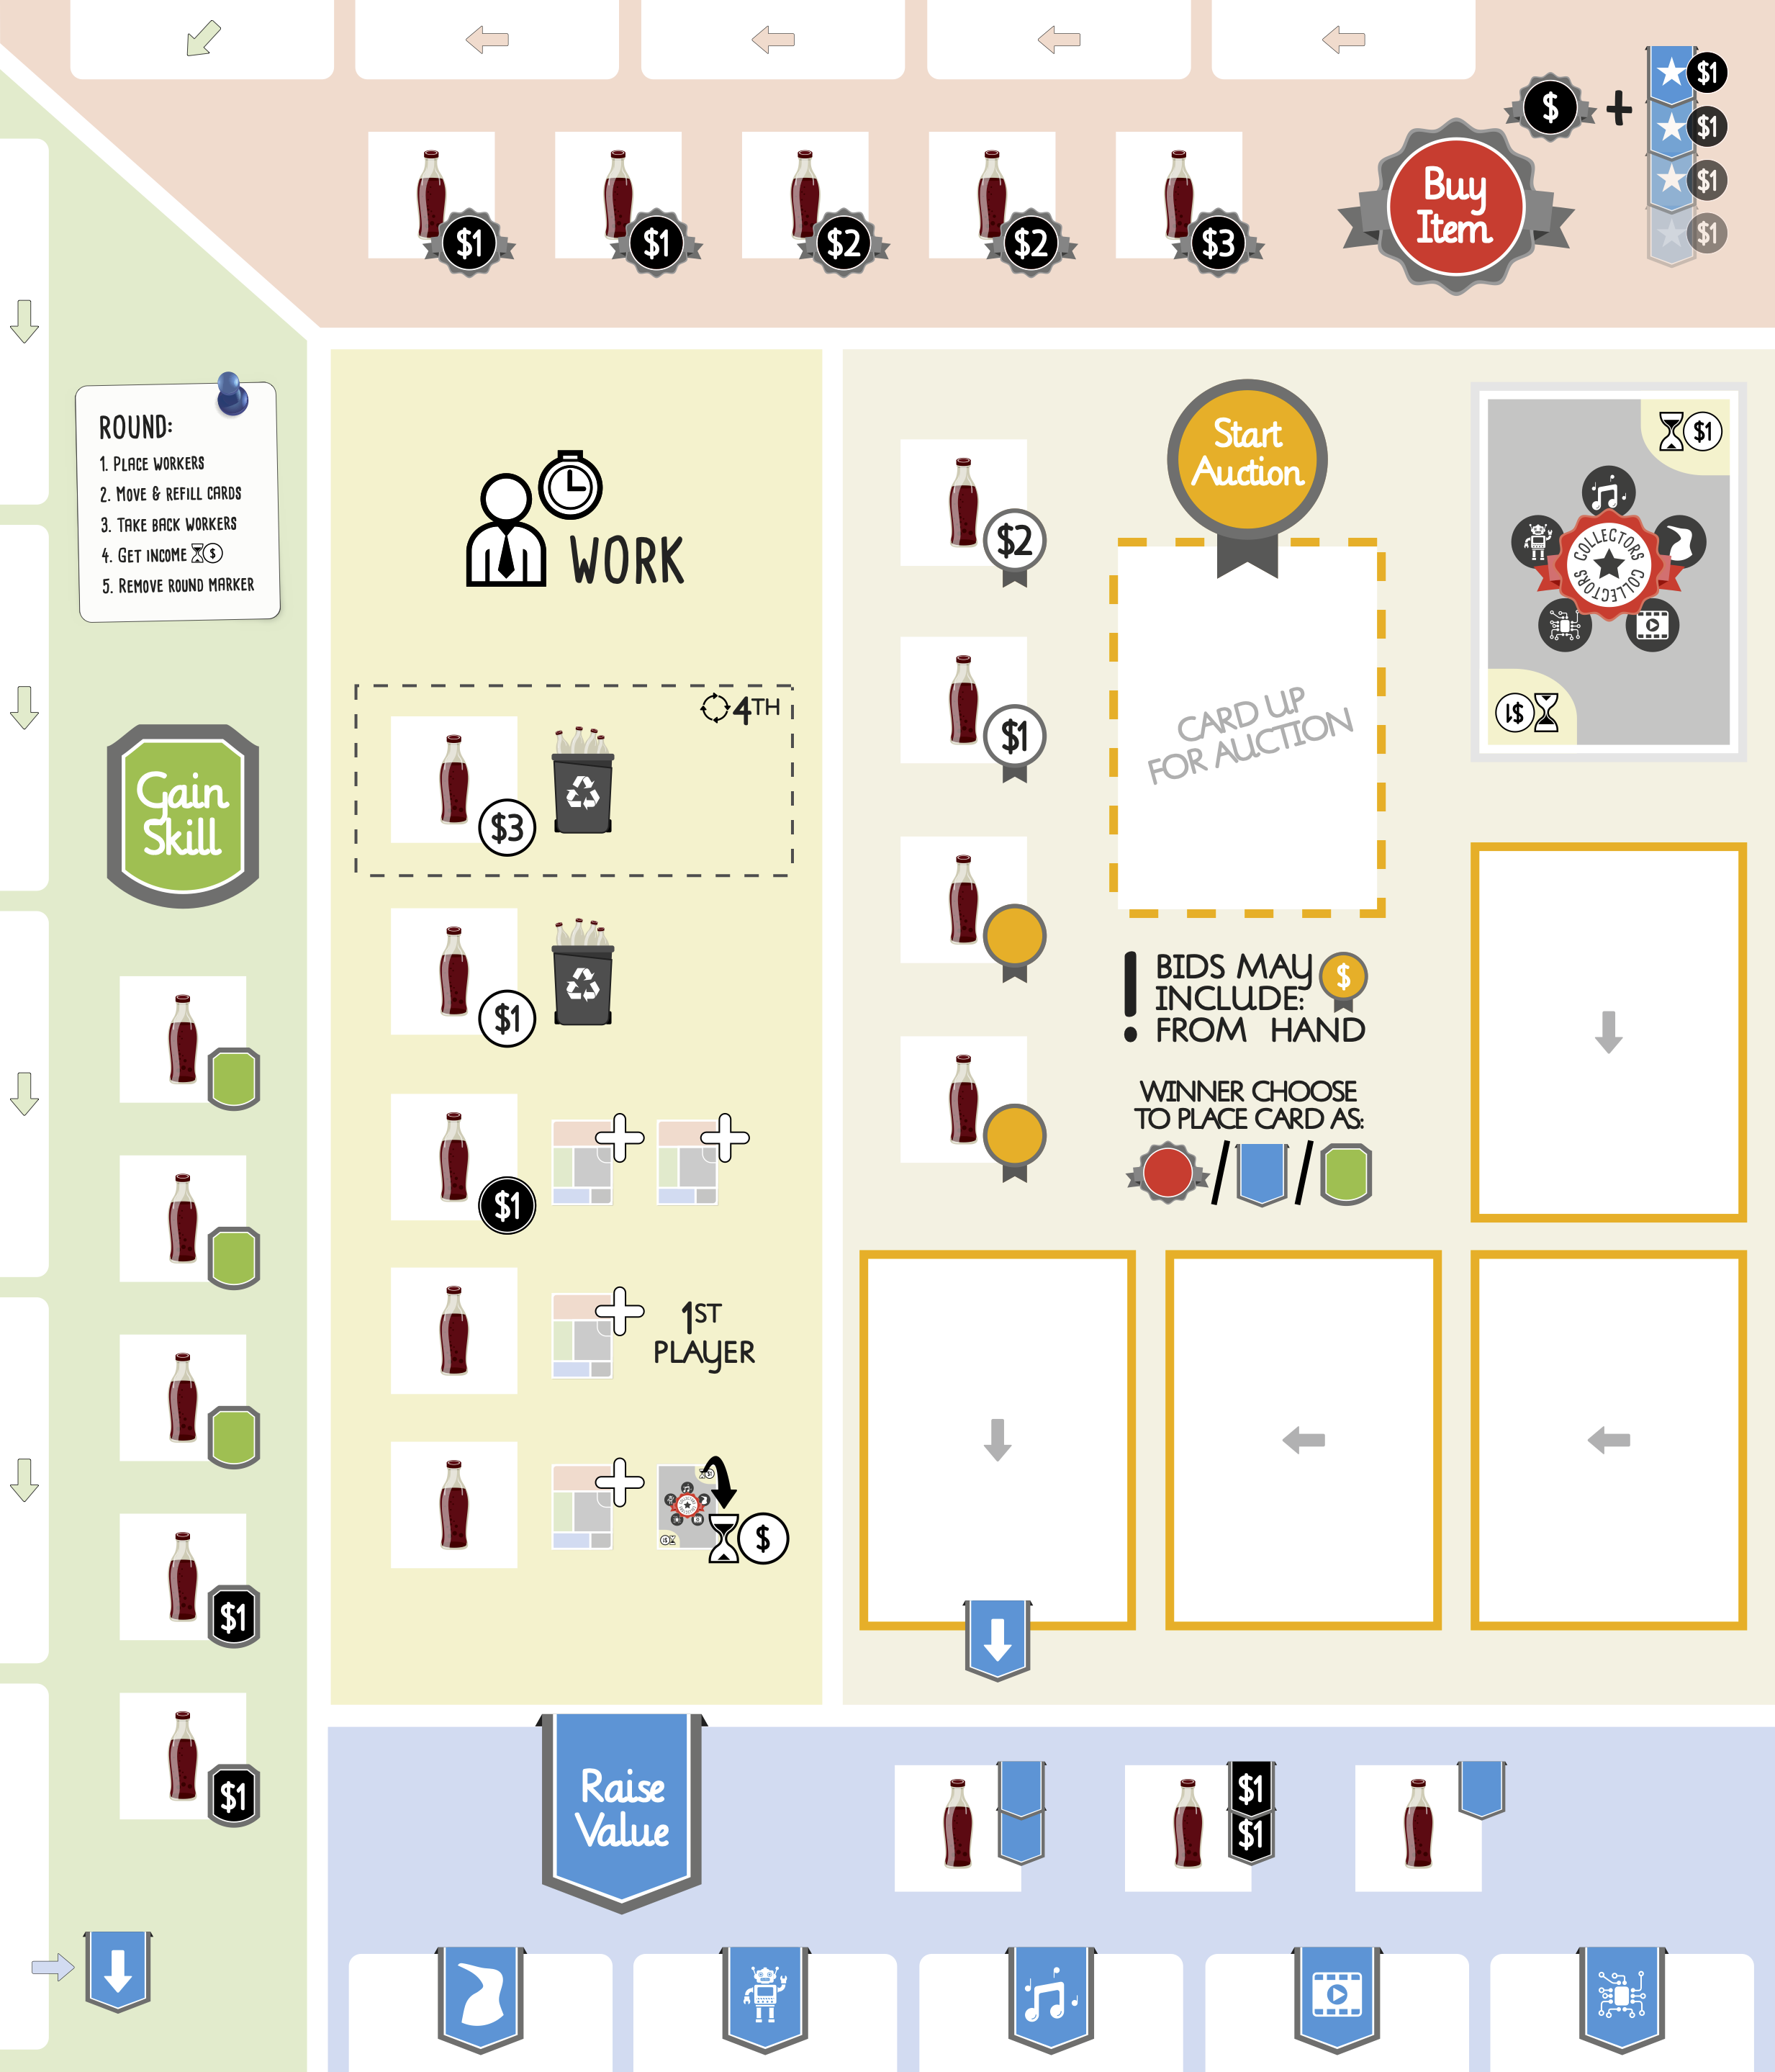 $1
$1
$2
$2
$3
Buy
Item
$
+
$1
$1
$1
$1
ROUND:
1. PLACE WORKERS
2. MOVE & REFILL CARDS
3. TAKE BACK WORKERS
4. GET INCOME $
5. REMOVE ROUND MARKER
Gain
Skill
$1
$1
WORK
4TH
$3
$1
$1
1ST
PLAYER
$
$2
$1
Start
Auction
CARD UP
FOR AUCTION
! BIDS MAY $
INCLUDE:
FROM HAND
WINNER CHOOSE
TO PLACE CARD AS:
/ /
$1
COLLECTORS
COLLECTORS
$1
Raise
Value
$1
$1